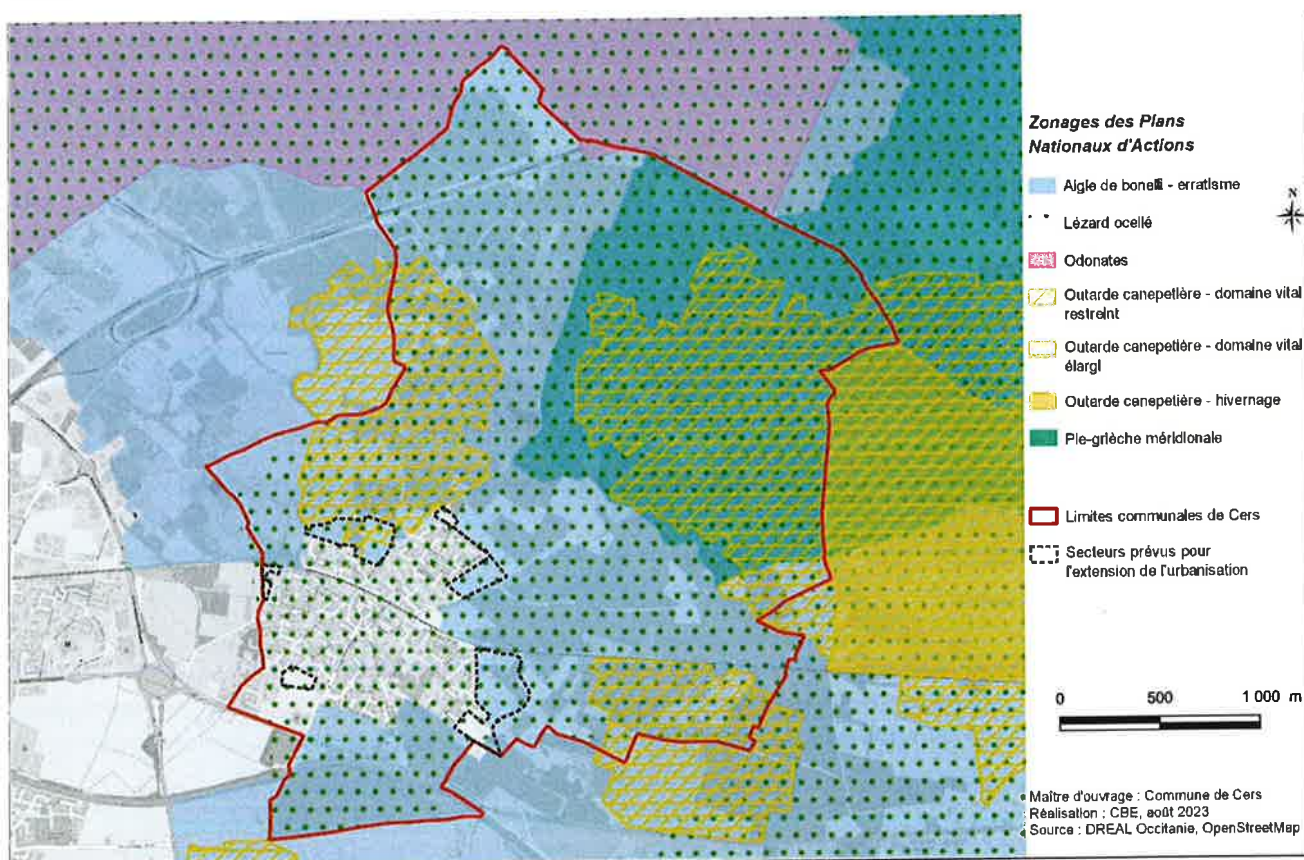 Zonages des Plans
Nationaux d'Actions
Aigle de bonelli - erratisme
N
Lézard ocellé
Odonates
Outarde canepetière - domaine vital
restreint
Outarde canepetière - domaine vital
élargi
Outarde canepetière - hivernage
Pie-grièche méridionale
Limites communales de Cers
Secteurs prévus pour
l'extension de l'urbanisation
0 500 1 000 m
Maître d'ouvrage : Commune de Cers
Réalisation : CBE, août 2023
Source : DREAL Occitanie, OpenStreetMap